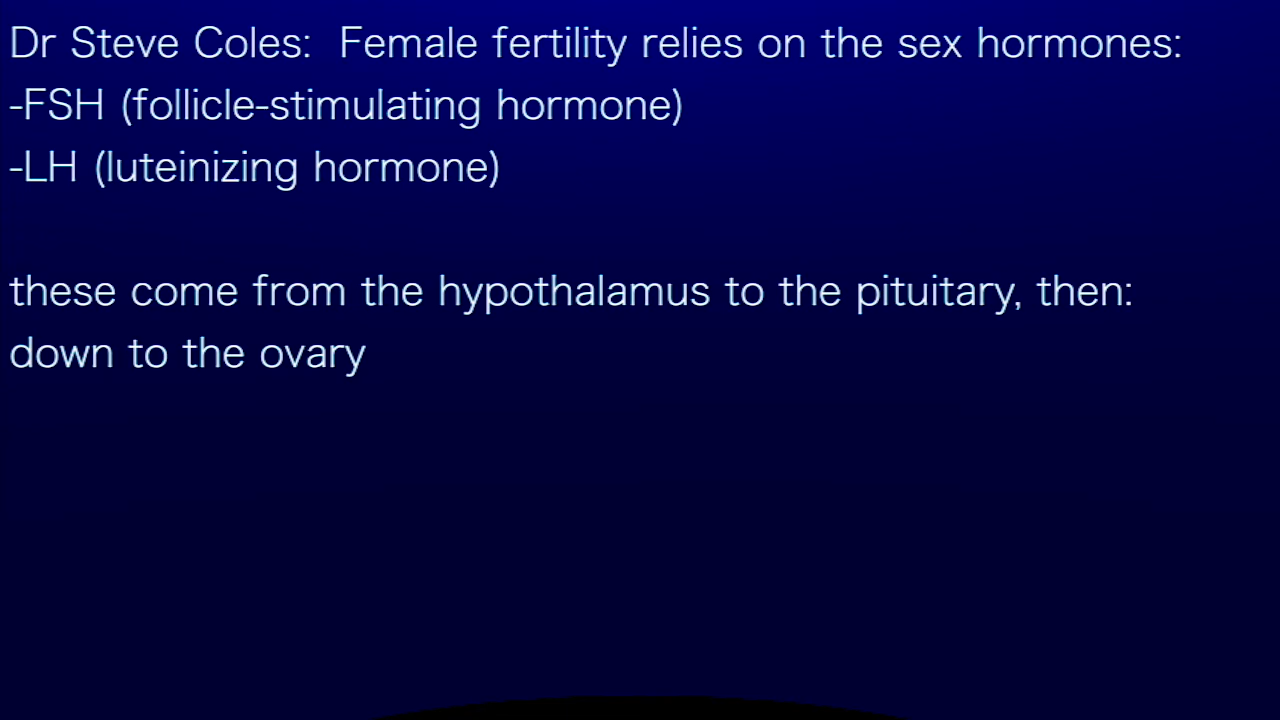 Dr Steve Coles:  Female fertility relies on the sex hormones:
-FSH (follicle-stimulating hormone)
-LH (luteinizing hormone)
these come from the hypothalamus to the pituitary, then:
down to the ovary